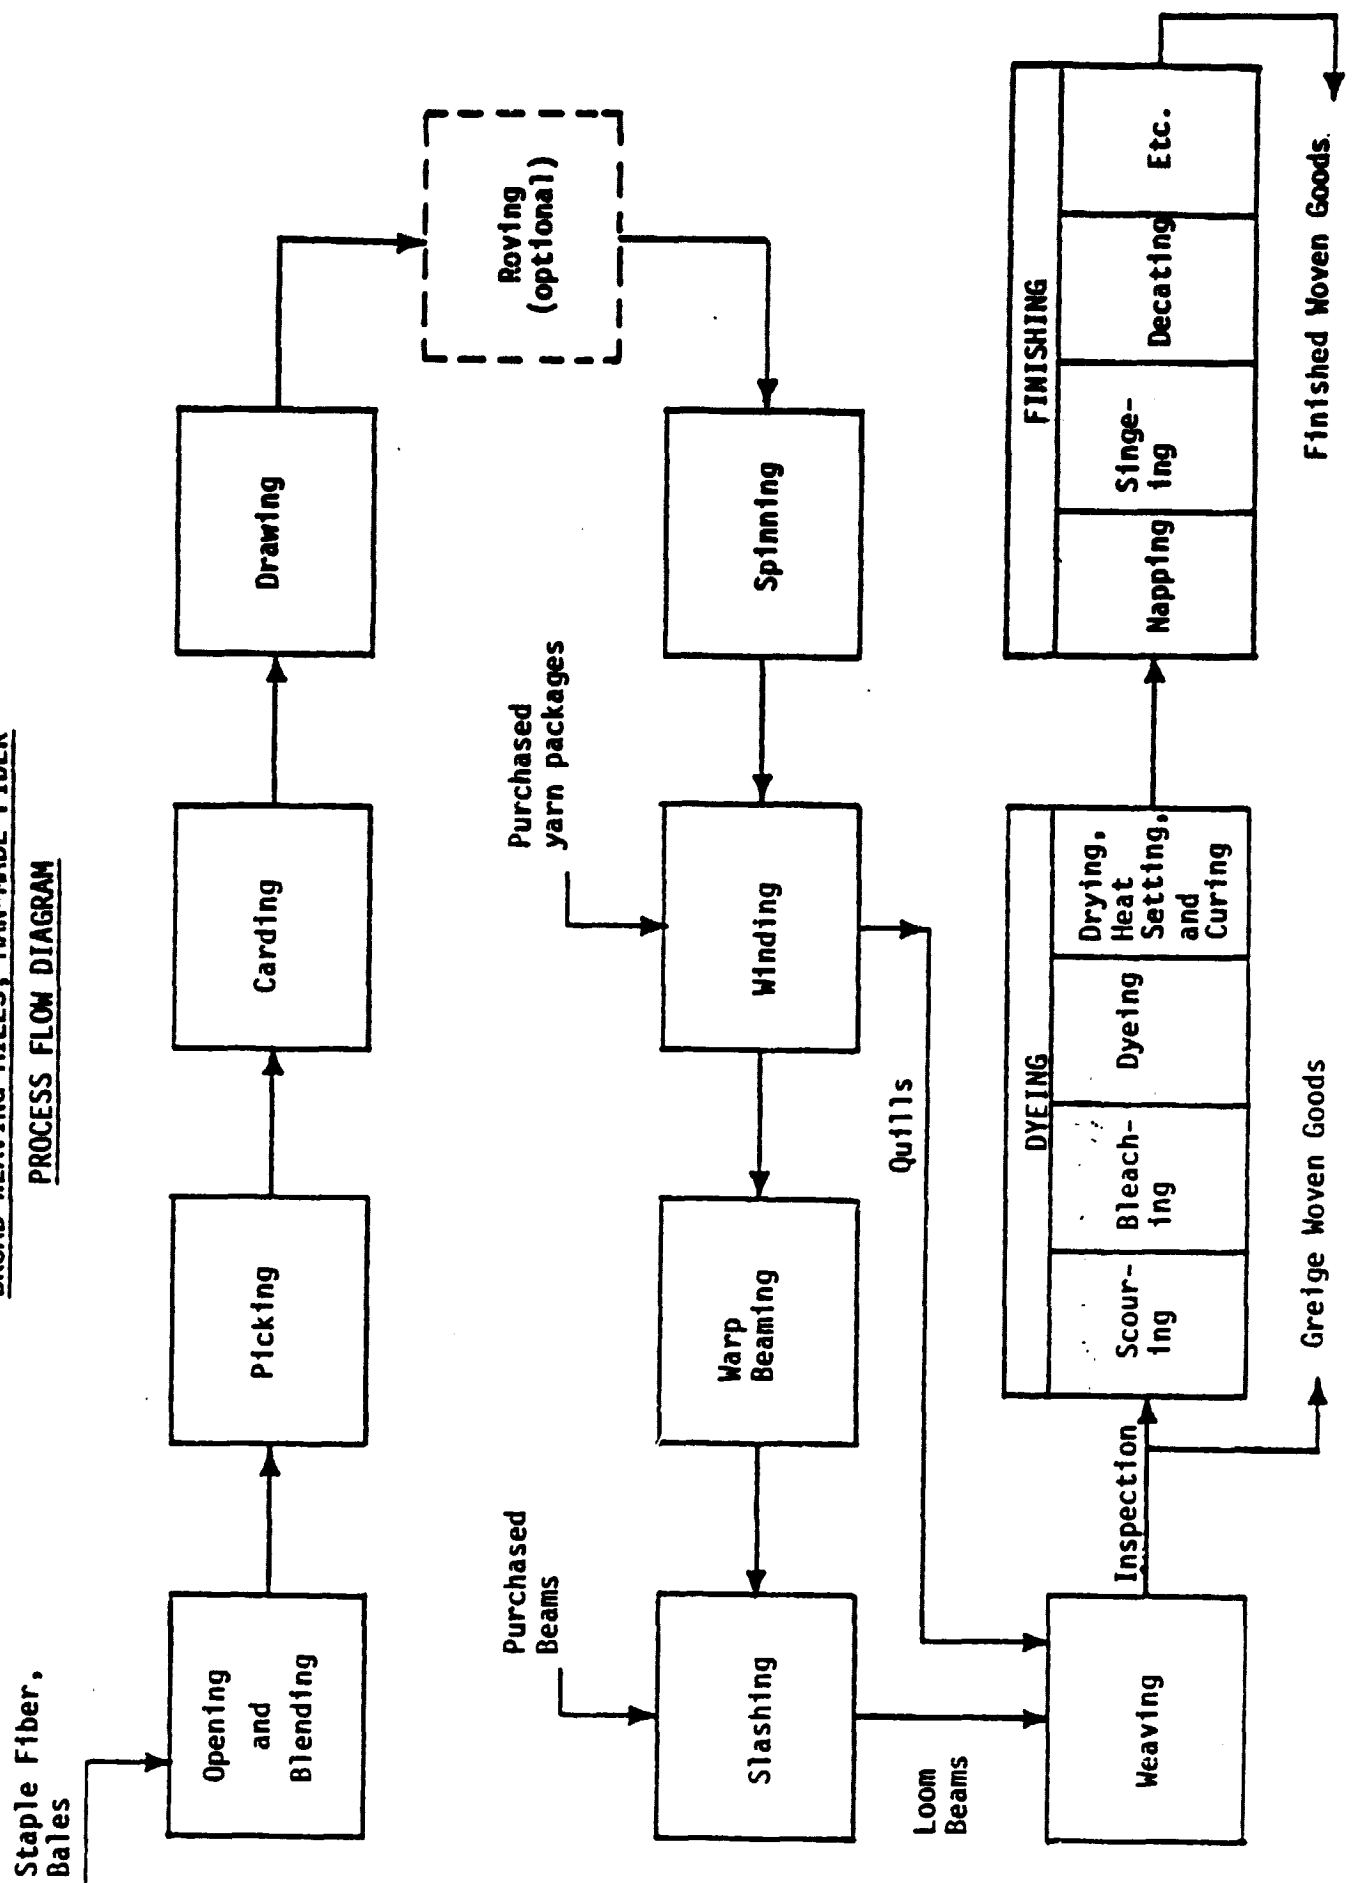 PROCESS FLOW DIAGRAM
Staple Fiber,
Bales
Opening
and
Blending
Picking
Carding
Drawing
Roving
(optional)
Purchased
Beams
Purchased
yarn packages
Slashing
Warp
Beaming
Winding
Spinning
Loom
Beams
Quills
Weaving
Inspection
DYEING
Scour-
ing
Bleach-
ing
Dyeing
Drying,
Heat
Setting,
and
Curing
FINISHING
Napping
Singe-
ing
Decating
Etc.
Greige Woven Goods
Finished Woven Goods.